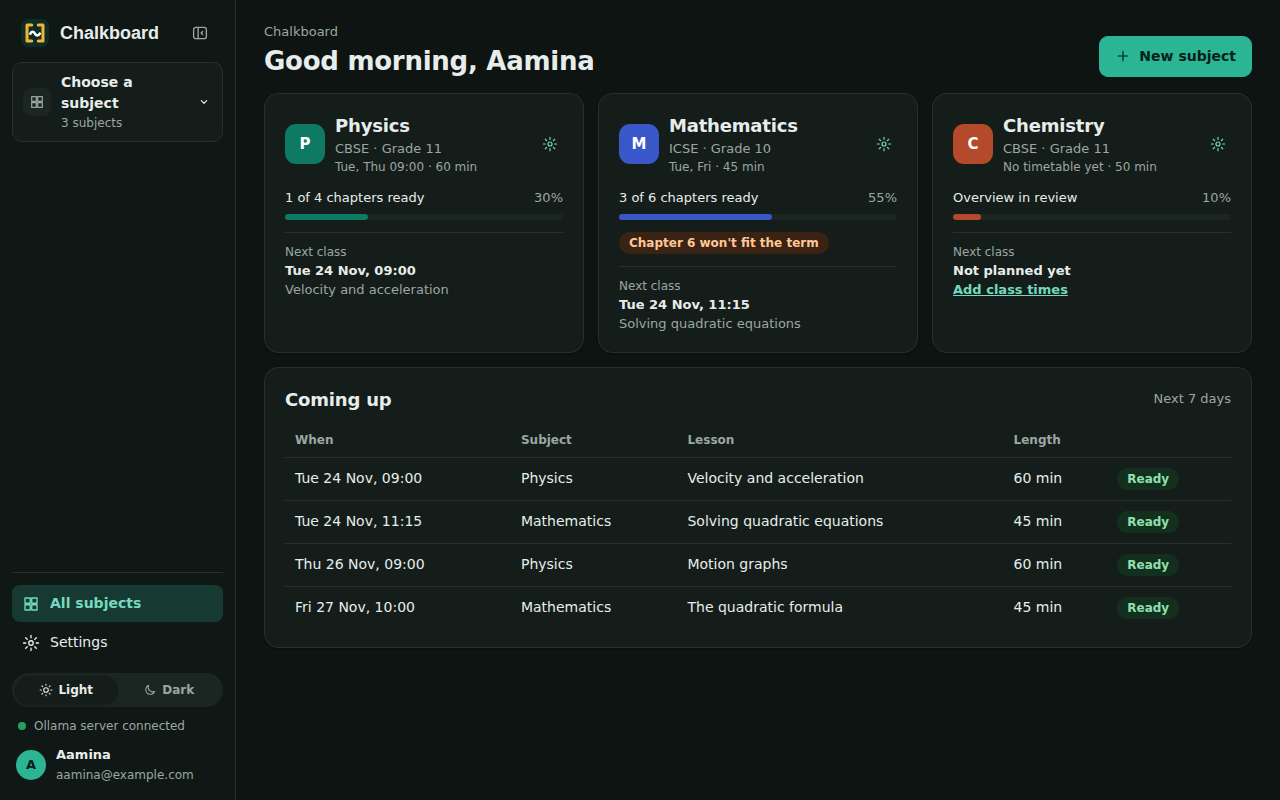 Chalkboard
Choose a
subject
3 subjects
All subjects
Settings
Light
Dark
Ollama server connected
A
Aamina
aamina@example.com
Chalkboard
Good morning, Aamina
New subject
P
Physics
CBSE · Grade 11
Tue, Thu 09:00 · 60 min
1 of 4 chapters ready
30%
Next class
Tue 24 Nov, 09:00
Velocity and acceleration
M
Mathematics
ICSE · Grade 10
Tue, Fri · 45 min
3 of 6 chapters ready
55%
Chapter 6 won't fit the term
Next class
Tue 24 Nov, 11:15
Solving quadratic equations
C
Chemistry
CBSE · Grade 11
No timetable yet · 50 min
Overview in review
10%
Next class
Not planned yet
Add class times
Coming up
Next 7 days
When Subject Lesson Length
Tue 24 Nov, 09:00 Physics Velocity and acceleration 60 min Ready
Tue 24 Nov, 11:15 Mathematics Solving quadratic equations 45 min Ready
Thu 26 Nov, 09:00 Physics Motion graphs 60 min Ready
Fri 27 Nov, 10:00 Mathematics The quadratic formula 45 min Ready